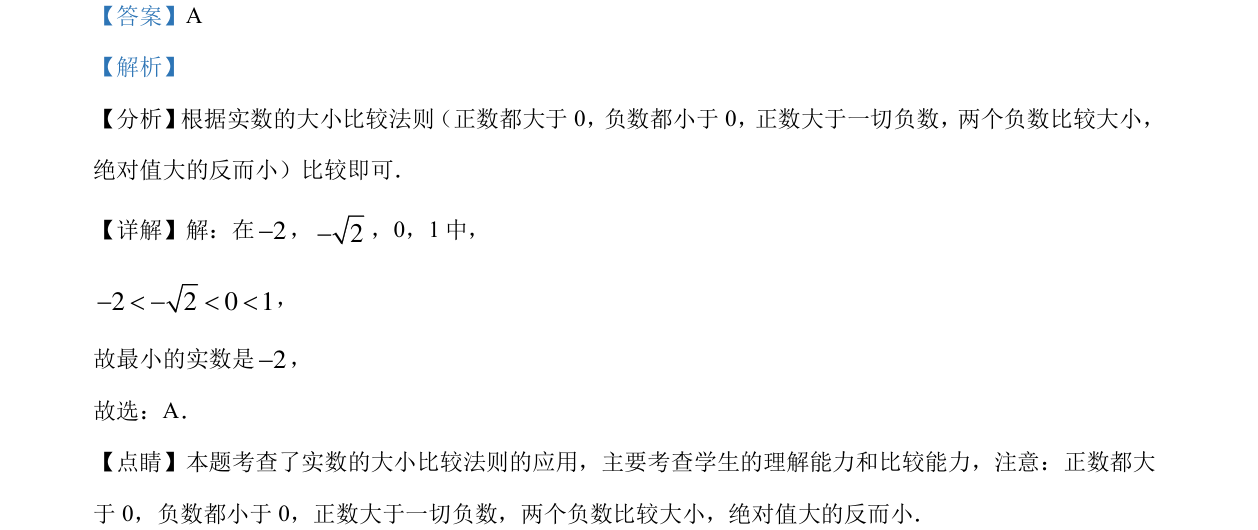 【答案】A
【解析】
【分析】根据实数的大小比较法则（正数都大于 0，负数都小于 0，正数大于一切负数，两个负数比较大小，
绝对值大的反而小）比较即可．
【详解】解：在 −2，−√2，0，1 中，
−2<−√2<0<1，
故最小的实数是 −2，
故选：A．
【点睛】本题考查了实数的大小比较法则的应用，主要考查学生的理解能力和比较能力，注意：正数都大
于 0，负数都小于 0，正数大于一切负数，两个负数比较大小，绝对值大的反而小．